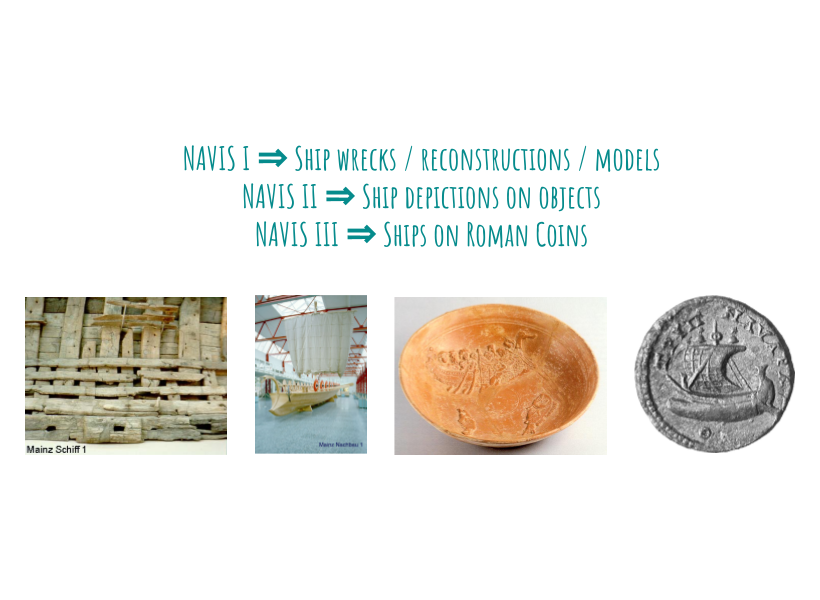 NAVIS I ⇒ Ship wrecks / reconstructions / models
NAVIS II ⇒ Ship depictions on objects
NAVIS III ⇒ Ships on Roman Coins
Mainz Schiff 1
Mainz Nachbau 1